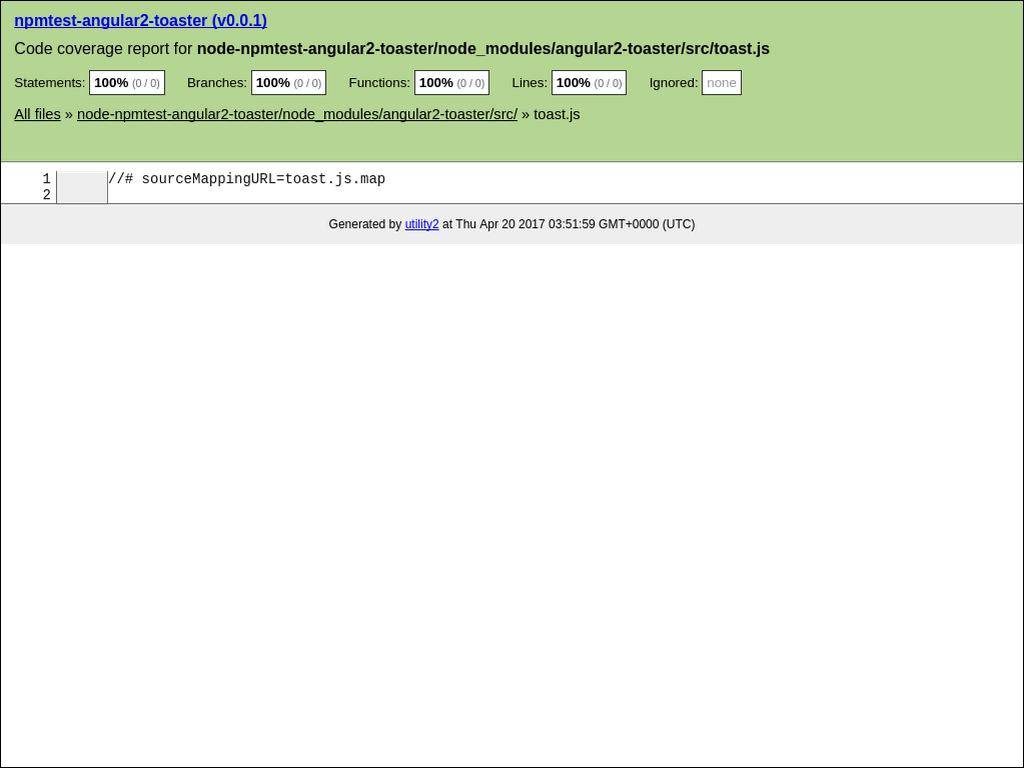 npmtest-angular2-toaster (v0.0.1)
Code coverage report for node-npmtest-angular2-toaster/node_modules/angular2-toaster/src/toast.js
Statements: 100% (0 / 0) Branches: 100% (0 / 0) Functions: 100% (0 / 0) Lines: 100% (0 / 0) Ignored: none
All files » node-npmtest-angular2-toaster/node_modules/angular2-toaster/src/ » toast.js
1 //# sourceMappingURL=toast.js.map
2
Generated by utility2 at Thu Apr 20 2017 03:51:59 GMT+0000 (UTC)